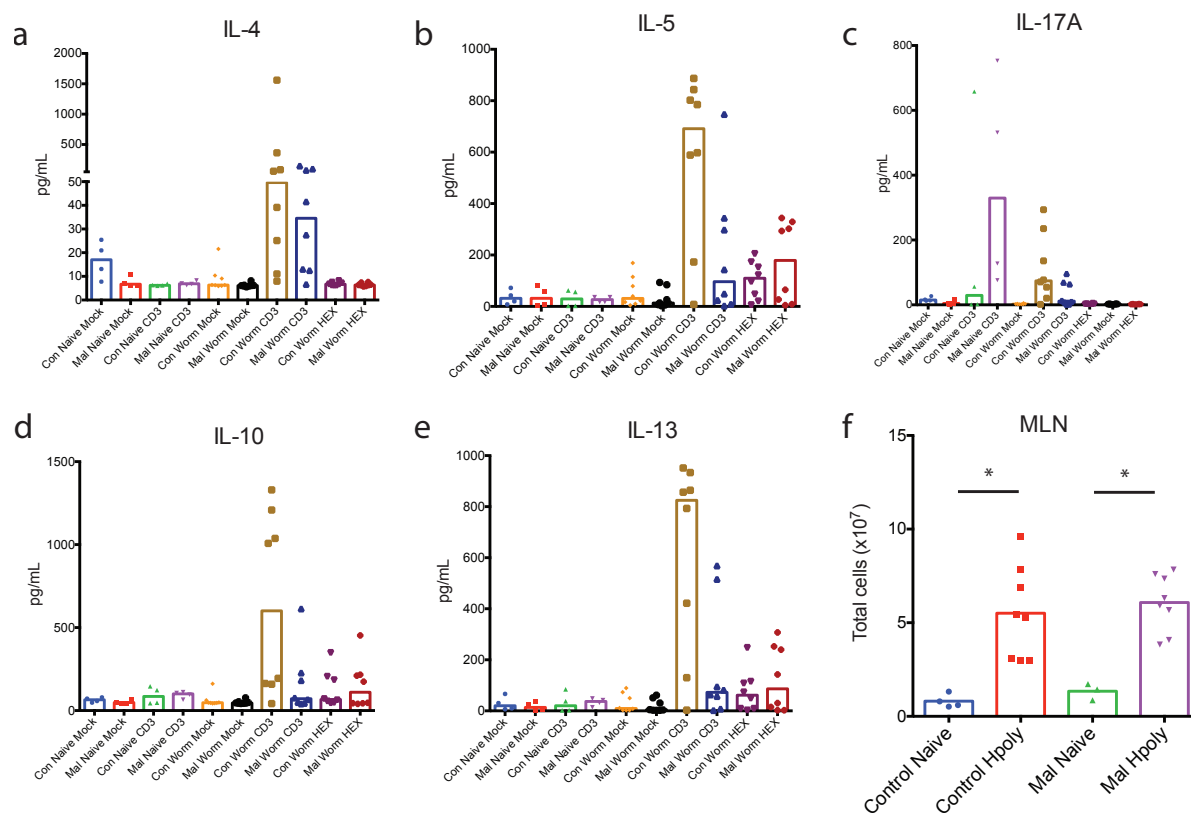 a
IL-4
pg/mL
2000
1500
1000
500
50
40
30
20
10
0
Con Naive Mock
Mal Naive Mock
Con Naive CD3
Mal Naive CD3
Con Worm Mock
Mal Worm Mock
Con Worm CD3
Mal Worm CD3
Con Worm HEX
Mal Worm HEX
b
IL-5
pg/mL
1000
800
600
400
200
0
Con Naive Mock
Mal Naive Mock
Con Naive CD3
Mal Naive CD3
Con Worm Mock
Mal Worm Mock
Con Worm CD3
Mal Worm CD3
Con Worm HEX
Mal Worm HEX
c
IL-17A
pg/mL
800
600
400
200
0
Con Naive Mock
Mal Naive Mock
Con Naive CD3
Mal Naive CD3
Con Worm Mock
Con Worm CD3
Mal Worm CD3
Con Worm HEX
Mal Worm Mock
Mal Worm HEX
d
IL-10
pg/mL
1500
1000
500
0
Con Naive Mock
Mal Naive Mock
Con Naive CD3
Mal Naive CD3
Con Worm Mock
Mal Worm Mock
Con Worm CD3
Mal Worm CD3
Con Worm HEX
Mal Worm HEX
e
IL-13
pg/mL
1000
800
600
400
200
0
Con Naive Mock
Mal Naive Mock
Con Naive CD3
Mal Naive CD3
Con Worm Mock
Mal Worm Mock
Con Worm CD3
Mal Worm CD3
Con Worm HEX
Mal Worm HEX
f
MLN
Total cells (x10⁷)
15
10
5
0
* *
Control Naive
Control Hpoly
Mal Naive
Mal Hpoly